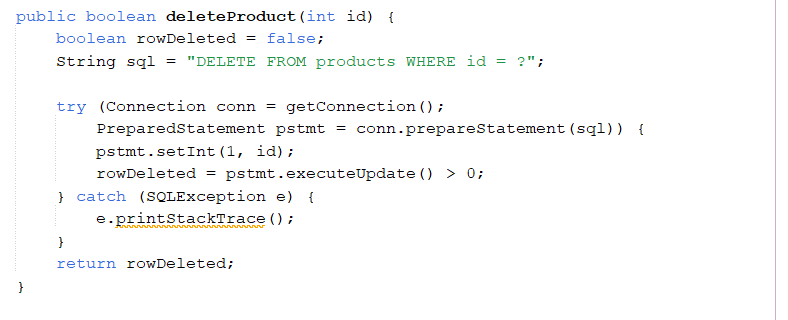 public boolean deleteProduct(int id) {
    boolean rowDeleted = false;
    String sql = "DELETE FROM products WHERE id = ?";

    try (Connection conn = getConnection();
        PreparedStatement pstmt = conn.prepareStatement(sql)) {
        pstmt.setInt(1, id);
        rowDeleted = pstmt.executeUpdate() > 0;
    } catch (SQLException e) {
        e.printStackTrace();
    }
    return rowDeleted;
}